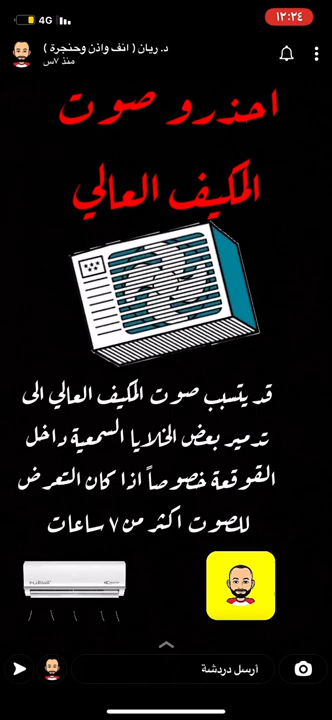 ١٢:٢٤
4G
د. ريان ( انف واذن وحنجرة )
منذ ٧س
احذرو صوت
المكيف العالي
قد يتسبب صوت المكيف العالي الى
تدمير بعض الخلايا السمعية داخل
القوقعة خصوصاً اذا كان التعرض
للصوت اكثر من ٧ ساعات
أرسل دردشة